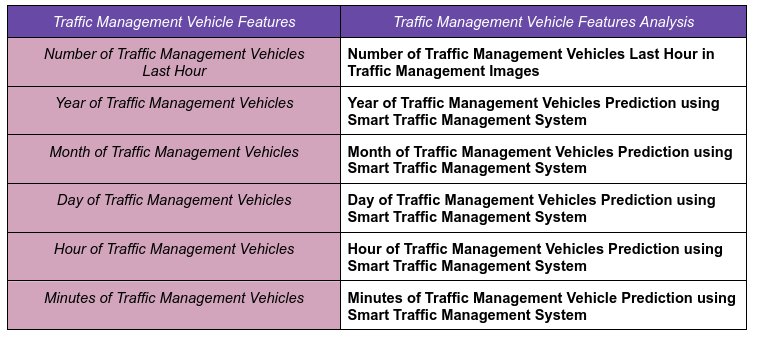 Traffic Management Vehicle Features
Traffic Management Vehicle Features Analysis
Number of Traffic Management Vehicles
Last Hour
Number of Traffic Management Vehicles Last Hour in
Traffic Management Images
Year of Traffic Management Vehicles
Year of Traffic Management Vehicles Prediction using
Smart Traffic Management System
Month of Traffic Management Vehicles
Month of Traffic Management Vehicles Prediction using
Smart Traffic Management System
Day of Traffic Management Vehicles
Day of Traffic Management Vehicles Prediction using
Smart Traffic Management System
Hour of Traffic Management Vehicles
Hour of Traffic Management Vehicles Prediction using
Smart Traffic Management System
Minutes of Traffic Management Vehicles
Minutes of Traffic Management Vehicle Prediction using
Smart Traffic Management System